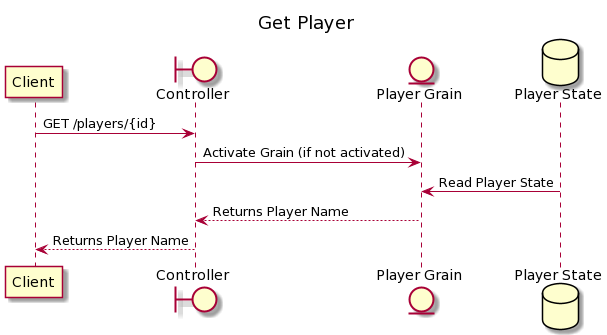 Get Player
Client
Controller
Player Grain
Player State
GET /players/{id}
Activate Grain (if not activated)
Read Player State
Returns Player Name
Returns Player Name
Client
Controller
Player Grain
Player State